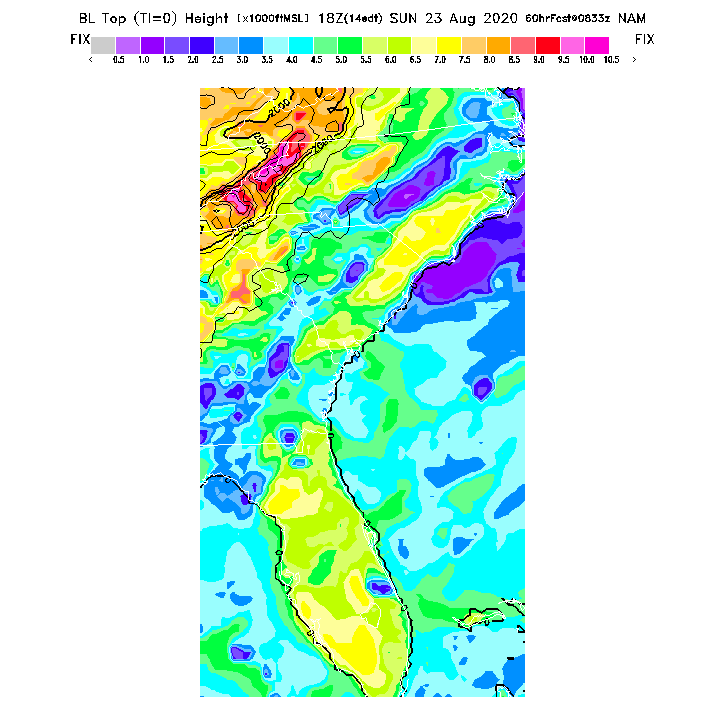 BL Top (TI=0) Height [x1000ftMSL] 18Z(14edt) SUN 23 Aug 2020 60hrFcst@0833z NAM
FIX FIX
< 0.5 1.0 1.5 2.0 2.5 3.0 3.5 4.0 4.5 5.0 5.5 6.0 6.5 7.0 7.5 8.0 8.5 9.0 9.5 10.0 10.5 >
2000
2000
2000